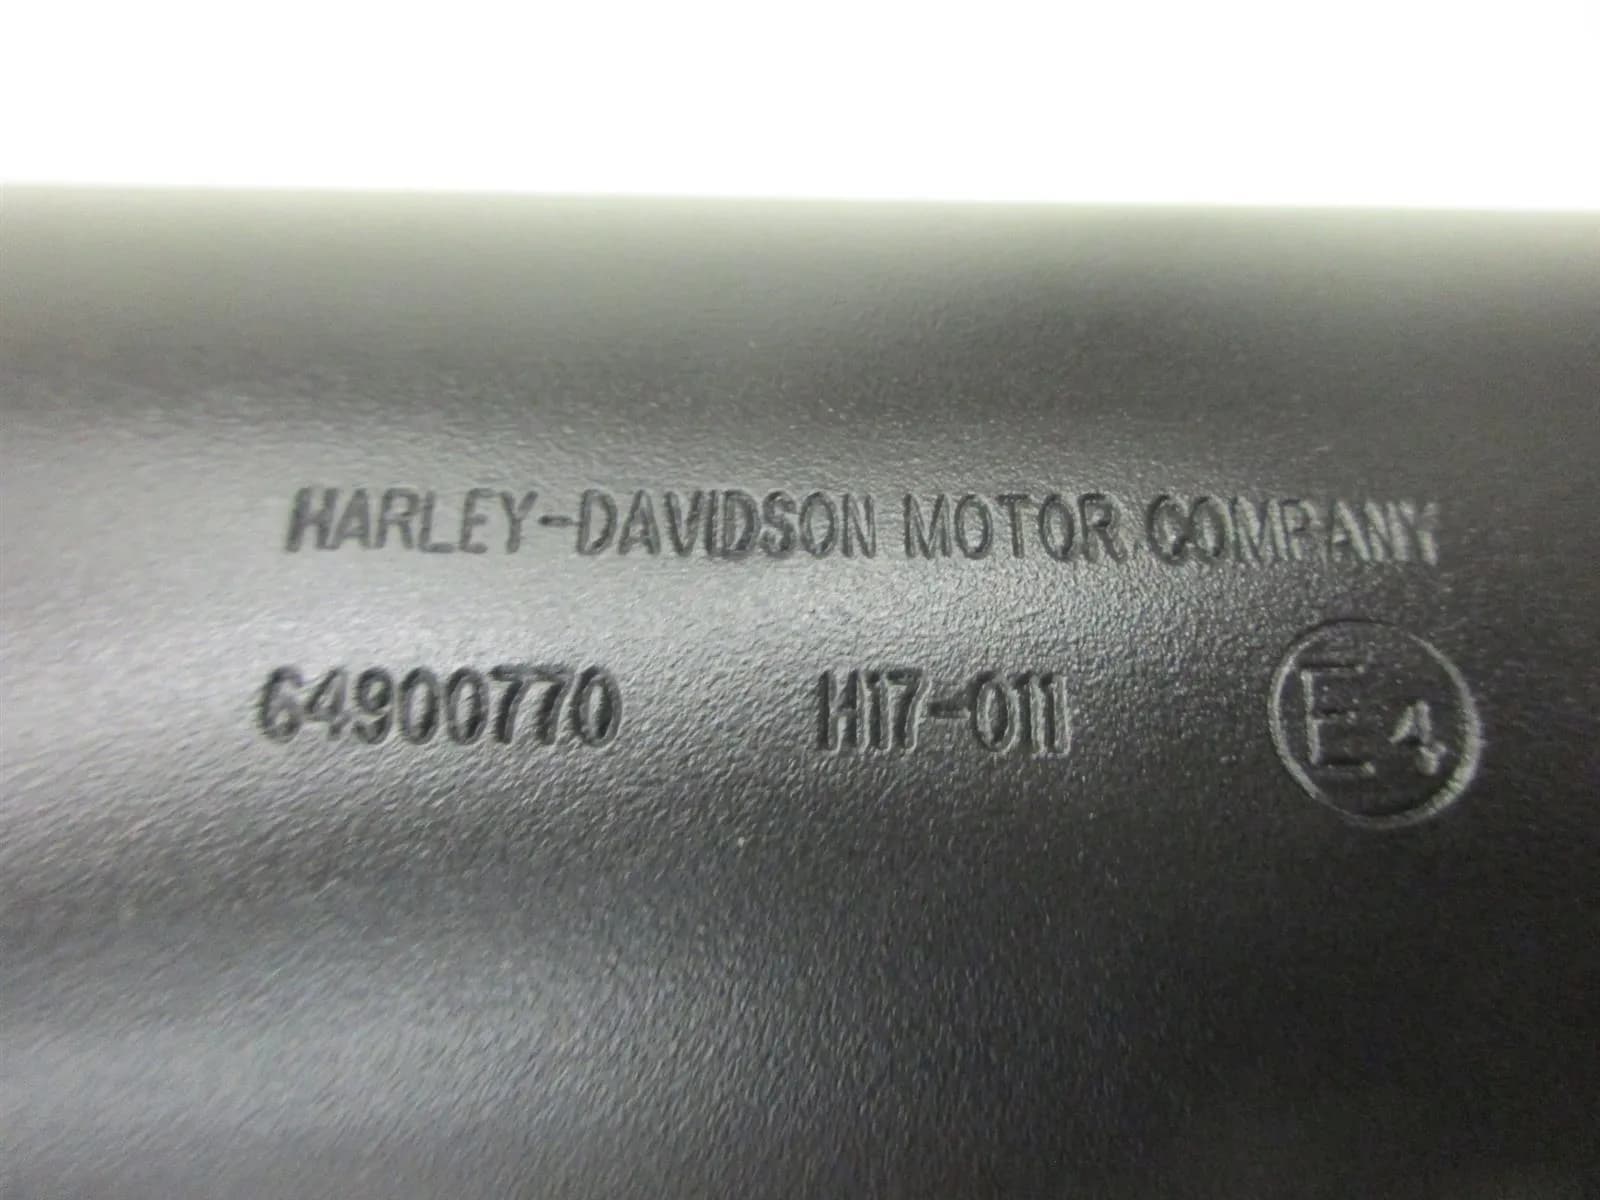 HARLEY-DAVIDSON MOTOR COMPANY
64900770 H17-011 E4